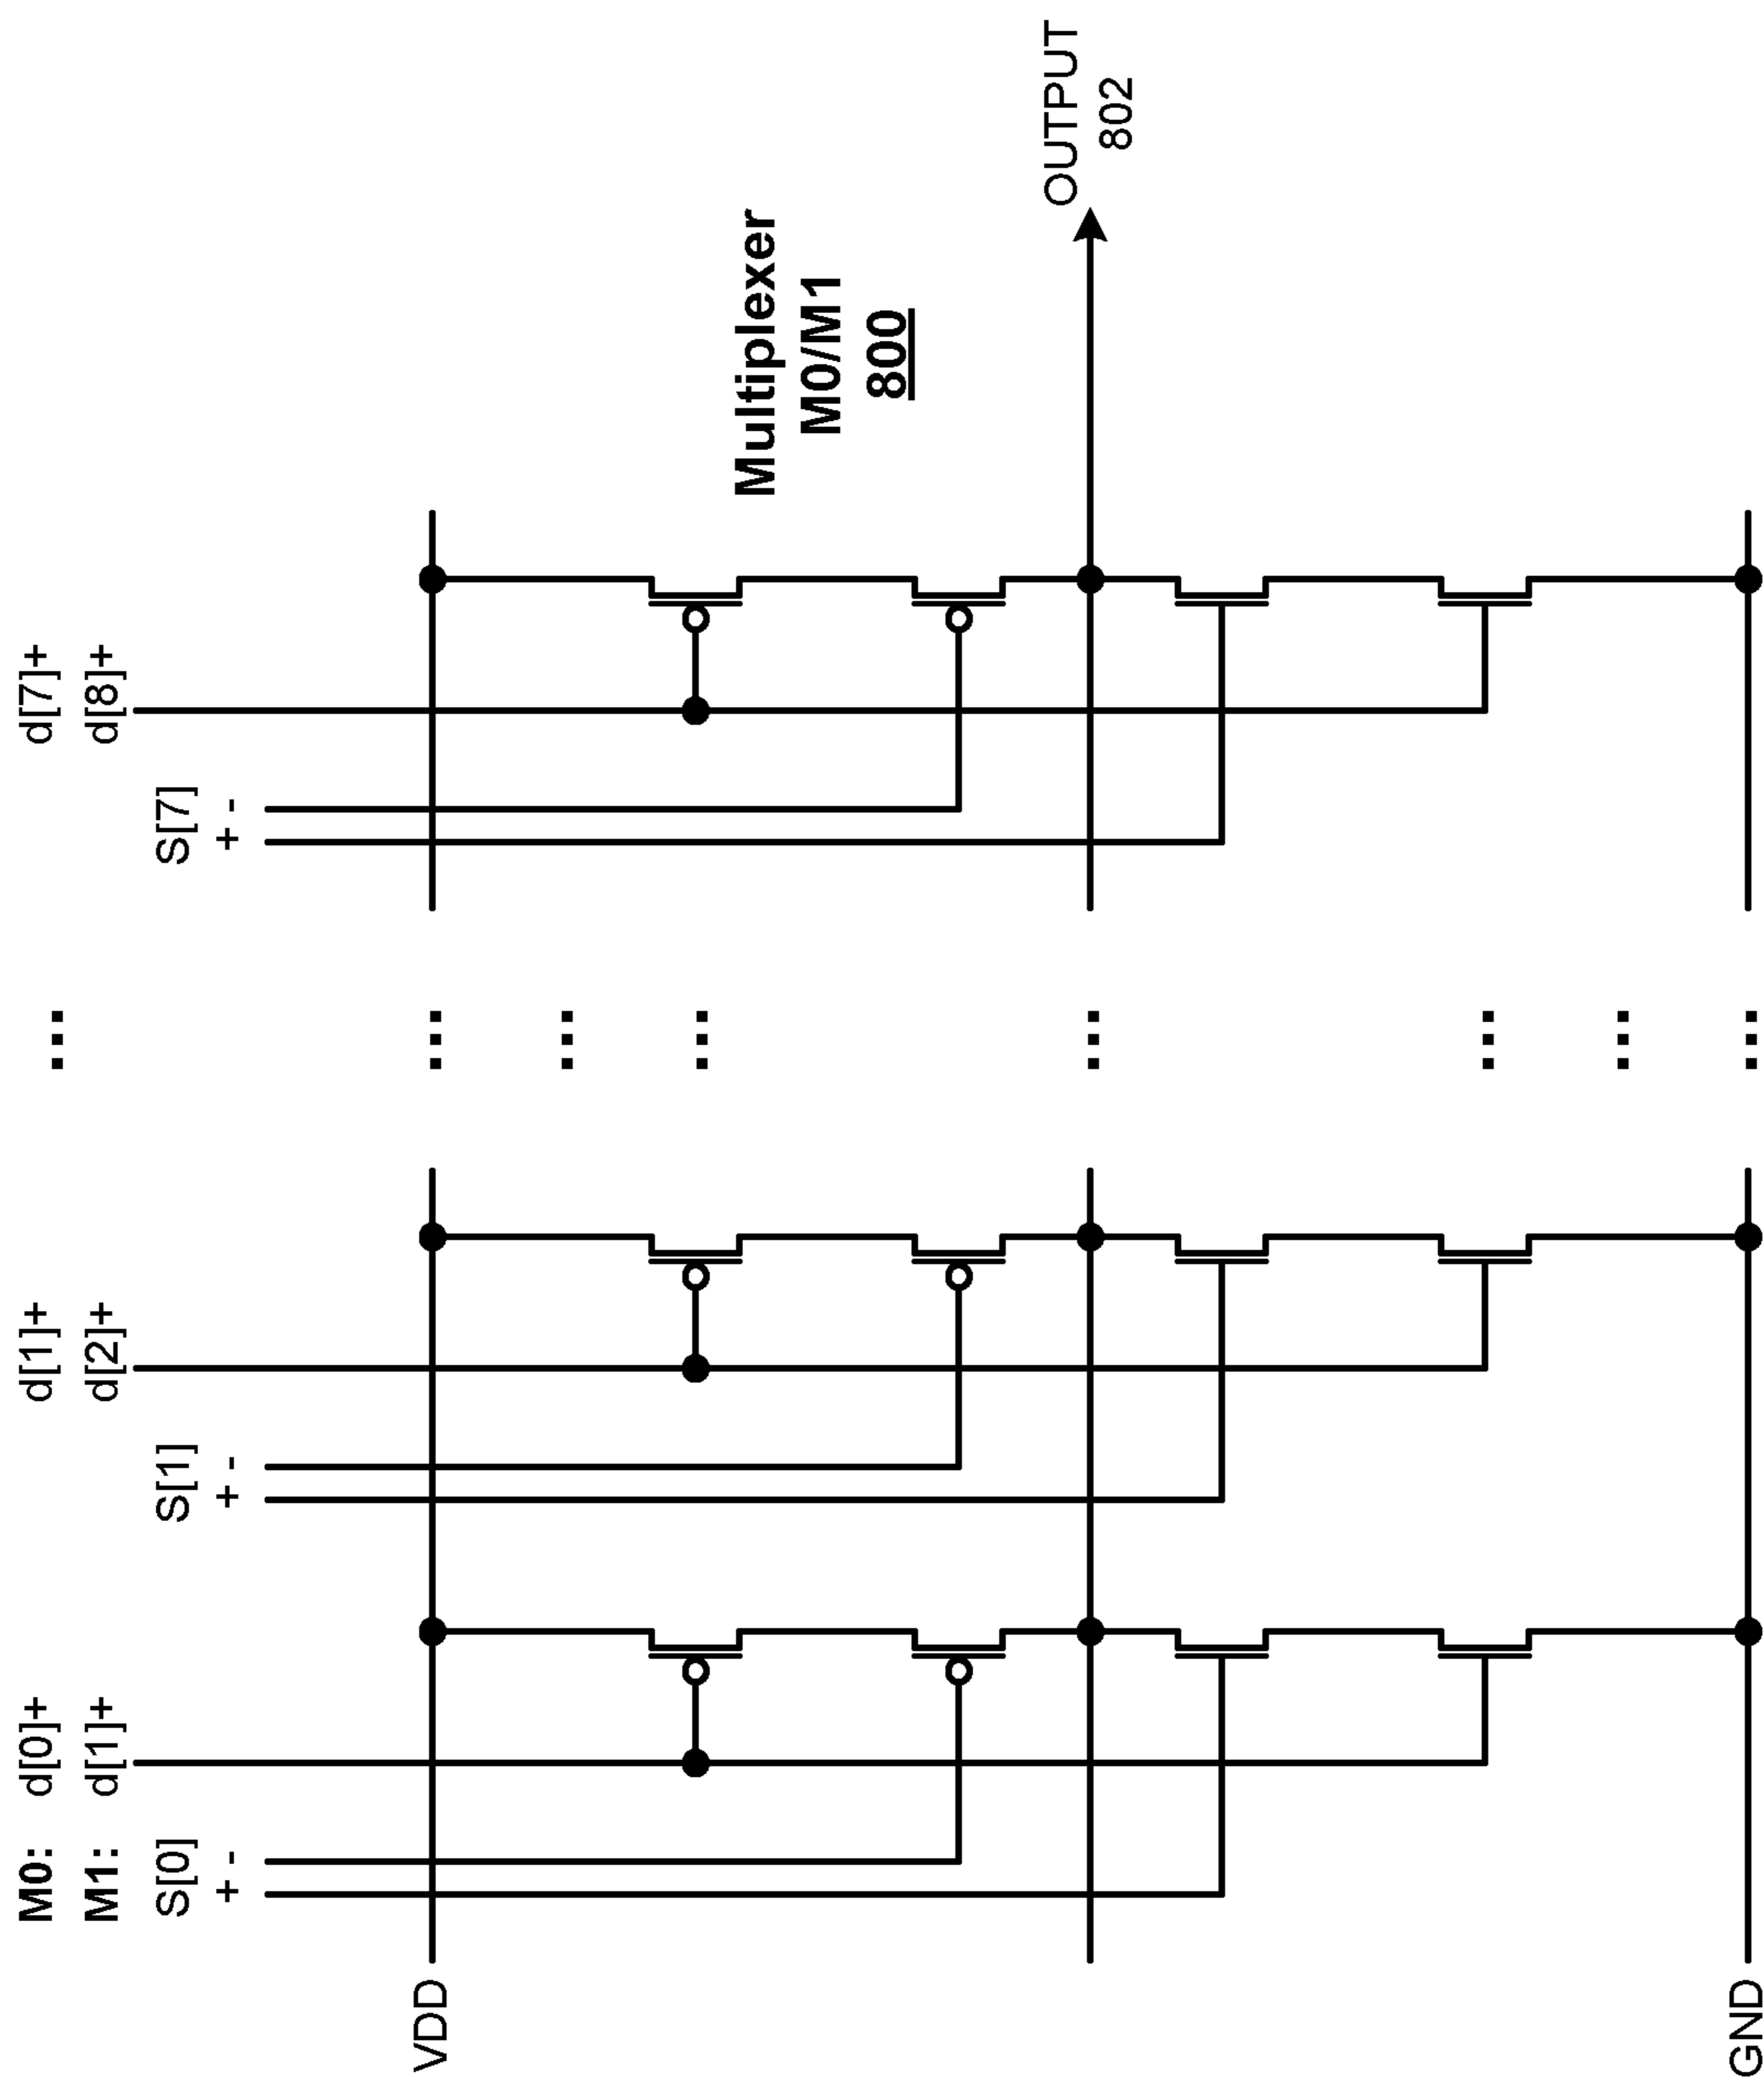 M0: d[0]+ d[1]+ ... d[7]+
M1: d[1]+ d[2]+ d[8]+
S[0] S[1] S[7]
+ - + - + -
VDD ...
...
...
Multiplexer
M0/M1
800
... OUTPUT
802
...
...
GND ...